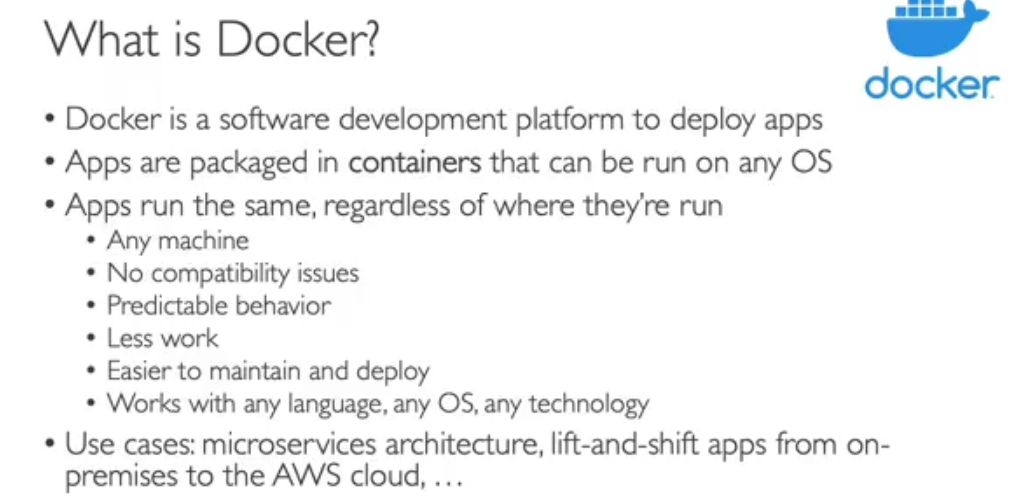 What is Docker?
docker
• Docker is a software development platform to deploy apps
• Apps are packaged in containers that can be run on any OS
• Apps run the same, regardless of where they're run
• Any machine
• No compatibility issues
• Predictable behavior
• Less work
• Easier to maintain and deploy
• Works with any language, any OS, any technology
• Use cases: microservices architecture, lift-and-shift apps from on-
premises to the AWS cloud, …